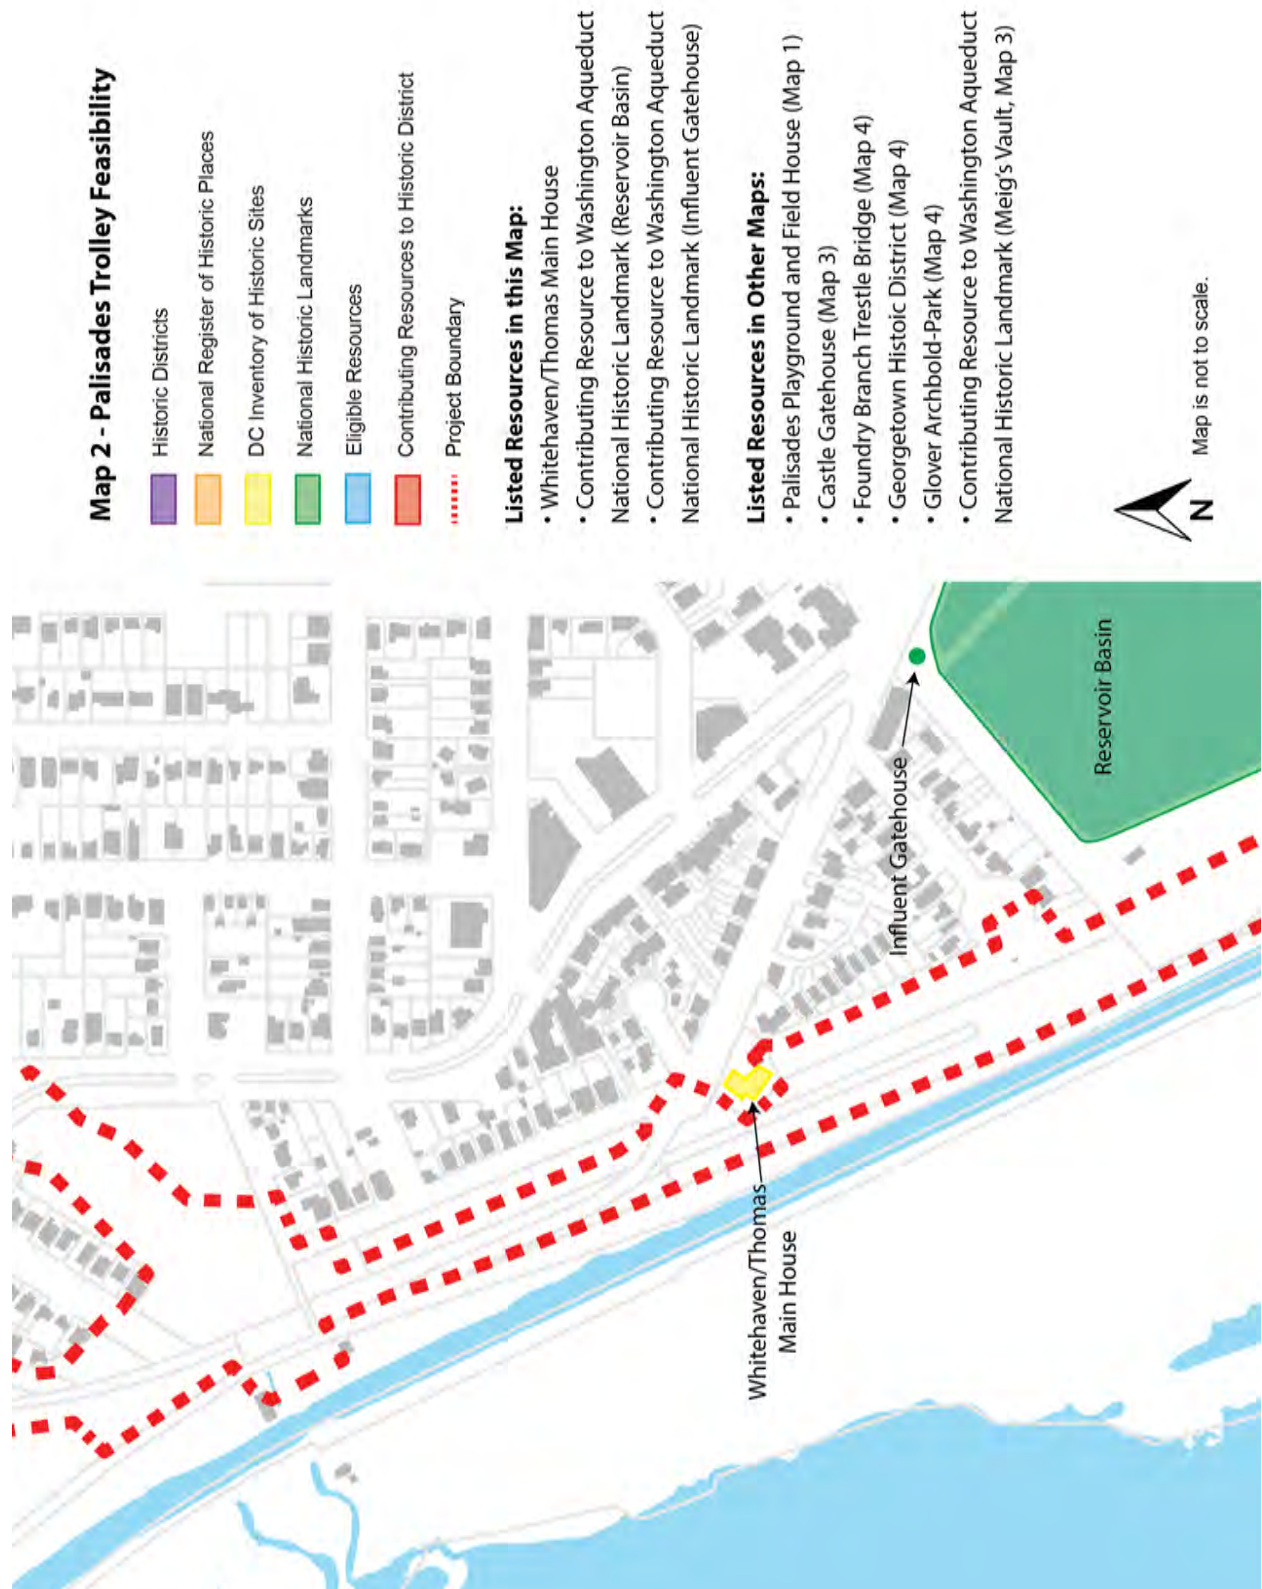 Map 2 - Palisades Trolley Feasibility
Historic Districts
National Register of Historic Places
DC Inventory of Historic Sites
National Historic Landmarks
Eligible Resources
Contributing Resources to Historic District
Project Boundary
Listed Resources in this Map:
• Whitehaven/Thomas Main House
• Contributing Resource to Washington Aqueduct
National Historic Landmark (Reservoir Basin)
• Contributing Resource to Washington Aqueduct
National Historic Landmark (Influent Gatehouse)
Listed Resources in Other Maps:
• Palisades Playground and Field House (Map 1)
• Castle Gatehouse (Map 3)
• Foundry Branch Trestle Bridge (Map 4)
• Georgetown Histoic District (Map 4)
• Glover Archbold-Park (Map 4)
• Contributing Resource to Washington Aqueduct
National Historic Landmark (Meig's Vault, Map 3)
N
Map is not to scale.
Reservoir Basin
Influent Gatehouse
Whitehaven/Thomas
Main House